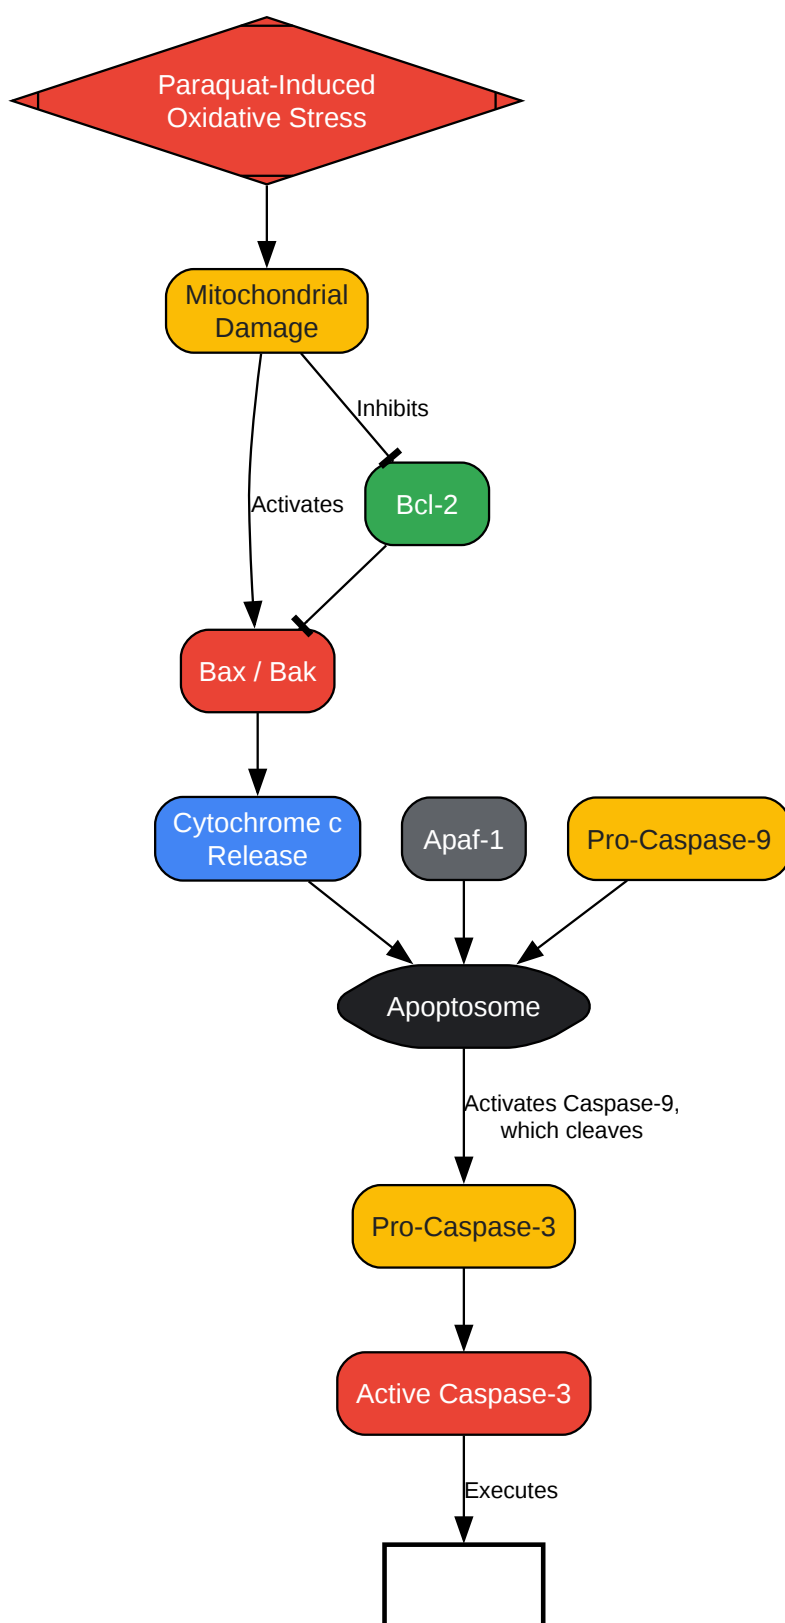 Paraquat-Induced
Oxidative Stress
Mitochondrial
Damage
Inhibits
Bcl-2
Activates
Bax / Bak
Cytochrome c
Release
Apaf-1
Pro-Caspase-9
Apoptosome
Activates Caspase-9,
which cleaves
Pro-Caspase-3
Active Caspase-3
Executes